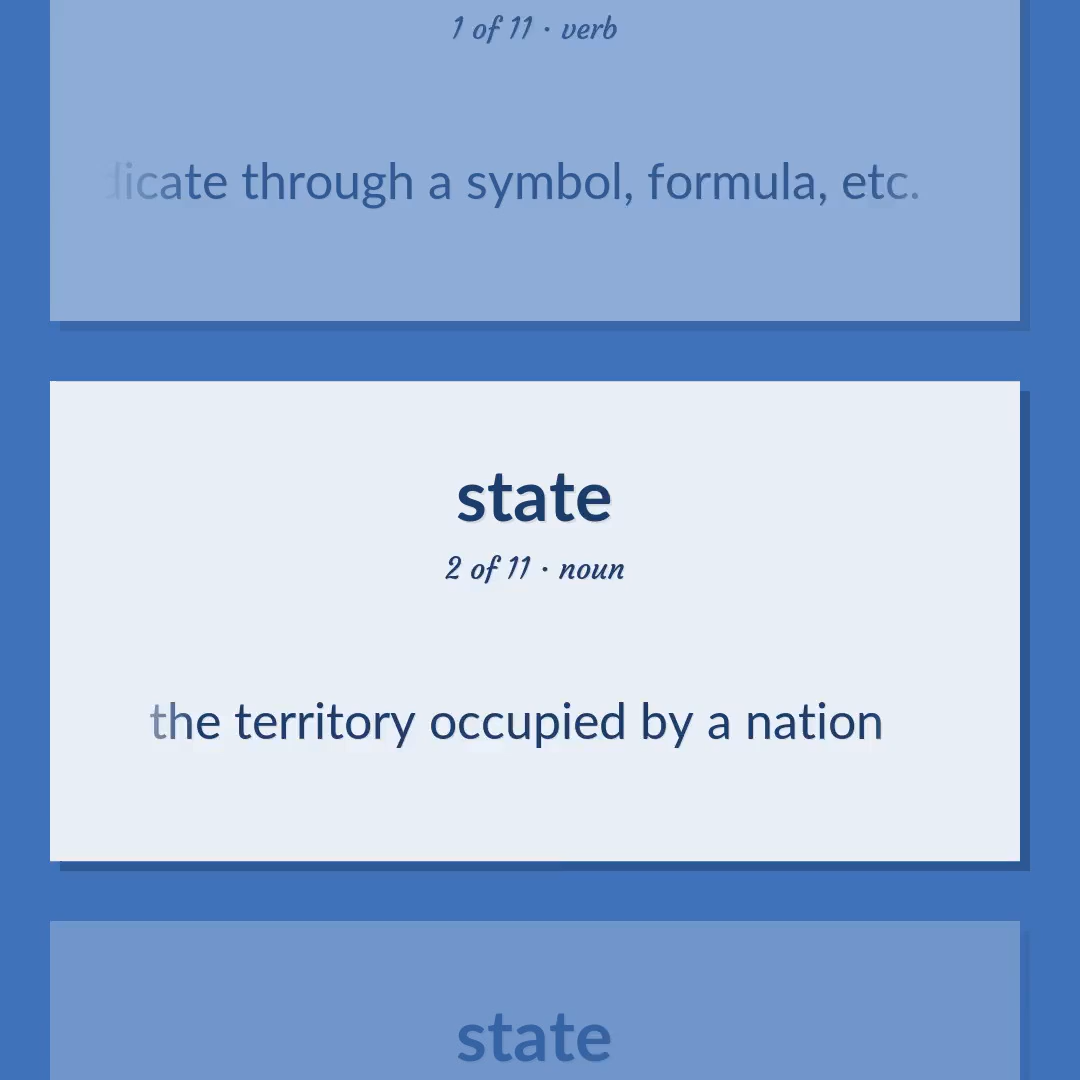 1 of 11 · verb
dicate through a symbol, formula, etc.
state
2 of 11 · noun
the territory occupied by a nation
state